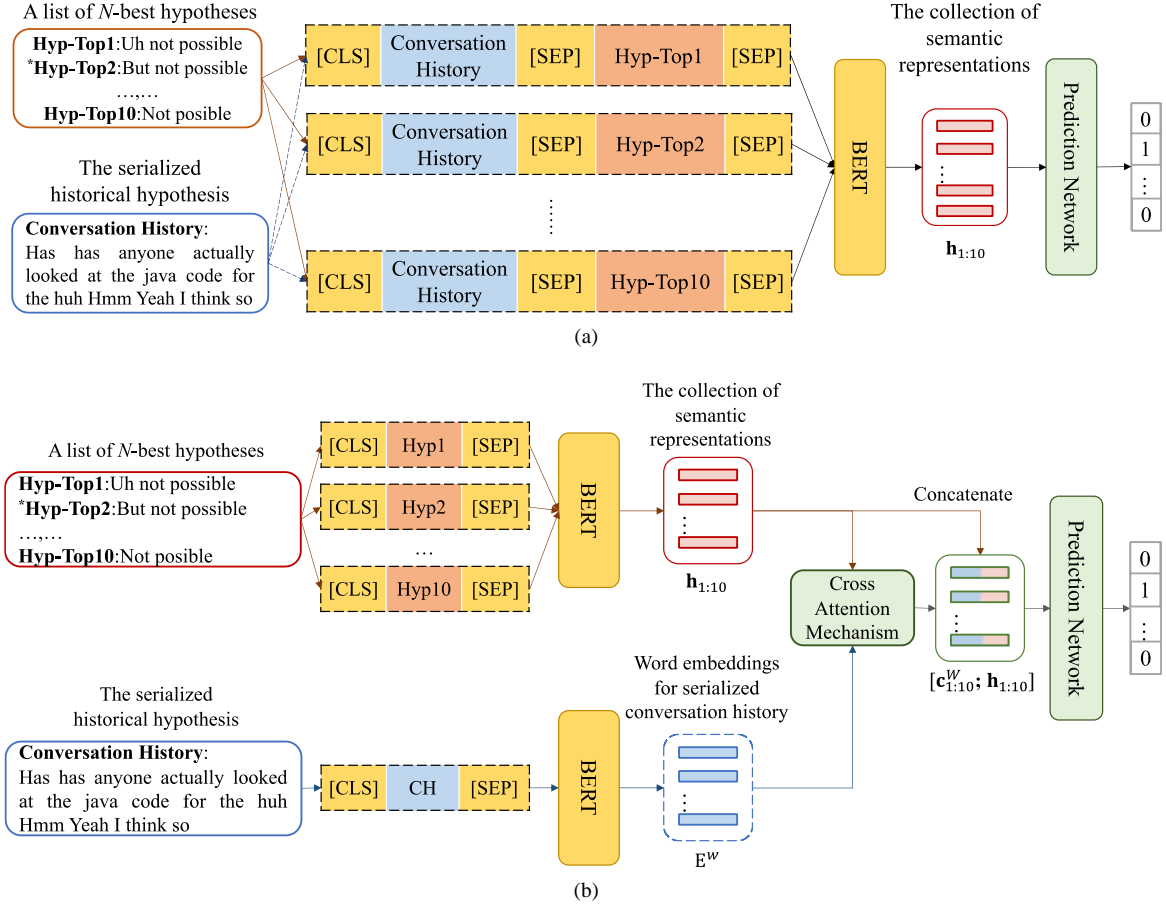 A list of N-best hypotheses
Hyp-Top1:Uh not possible
*Hyp-Top2:But not possible
...,...
Hyp-Top10:Not posible
The serialized
historical hypothesis
Conversation History:
Has has anyone actually
looked at the java code for
the huh Hmm Yeah I think so
[CLS] Conversation History [SEP] Hyp-Top1 [SEP]
[CLS] Conversation History [SEP] Hyp-Top2 [SEP]
......
[CLS] Conversation History [SEP] Hyp-Top10 [SEP]
BERT
The collection of
semantic
representations
⋮
h1:10
Prediction Network
0
1
⋮
0
(a)
A list of N-best hypotheses
Hyp-Top1:Uh not possible
*Hyp-Top2:But not possible
...,...
Hyp-Top10:Not posible
[CLS] Hyp1 [SEP]
[CLS] Hyp2 [SEP]
...
[CLS] Hyp10 [SEP]
BERT
The collection of
semantic
representations
⋮
h1:10
The serialized
historical hypothesis
Conversation History:
Has has anyone actually looked
at the java code for the huh
Hmm Yeah I think so
[CLS] CH [SEP]
BERT
Word embeddings
for serialized
conversation history
⋮
E^w
Cross
Attention
Mechanism
Concatenate
⋮
[c^W_1:10; h1:10]
Prediction Network
0
1
⋮
0
(b)